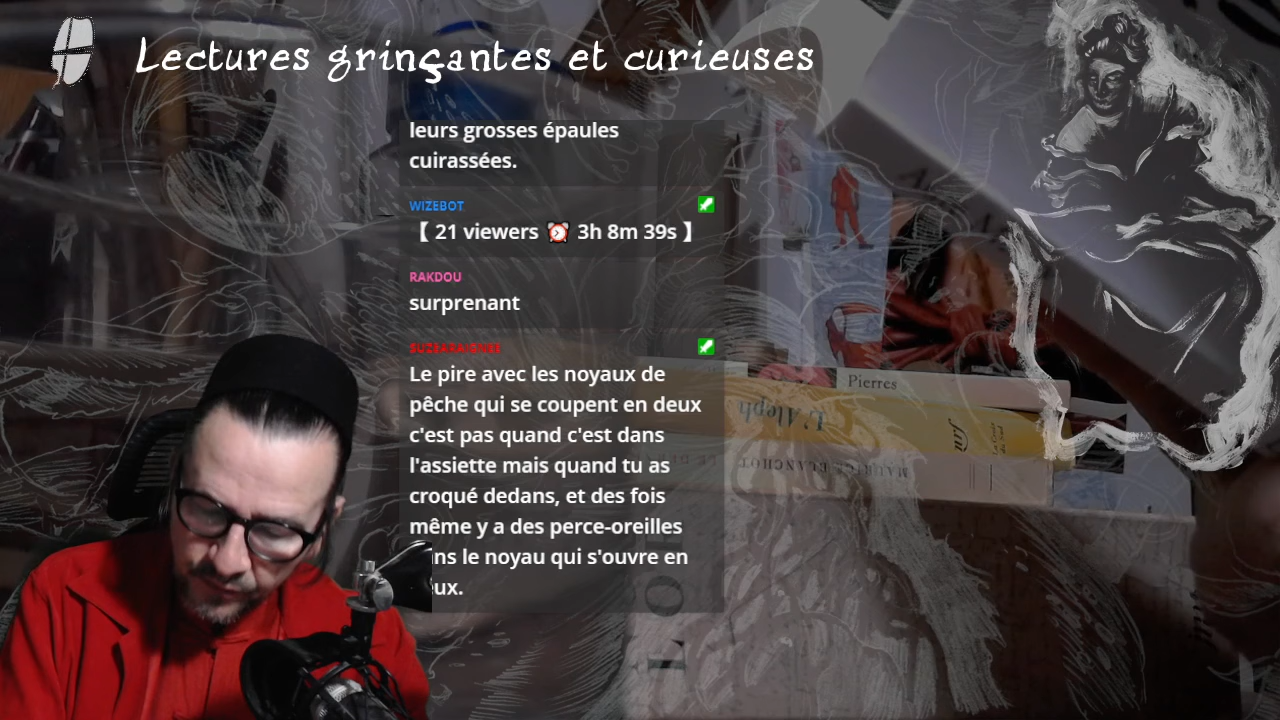 Lectures grinçantes et curieuses
leurs grosses épaules
cuirassées.
WIZEBOT
【 21 viewers ⏰ 3h 8m 39s 】
RAKDOU
surprenant
Le pire avec les noyaux de
pêche qui se coupent en deux
c'est pas quand c'est dans
l'assiette mais quand tu as
croqué dedans, et des fois
même y a des perce-oreilles
ns le noyau qui s'ouvre en
eux.
Pierres
L'Aleph
MAURICE BLANCHOT